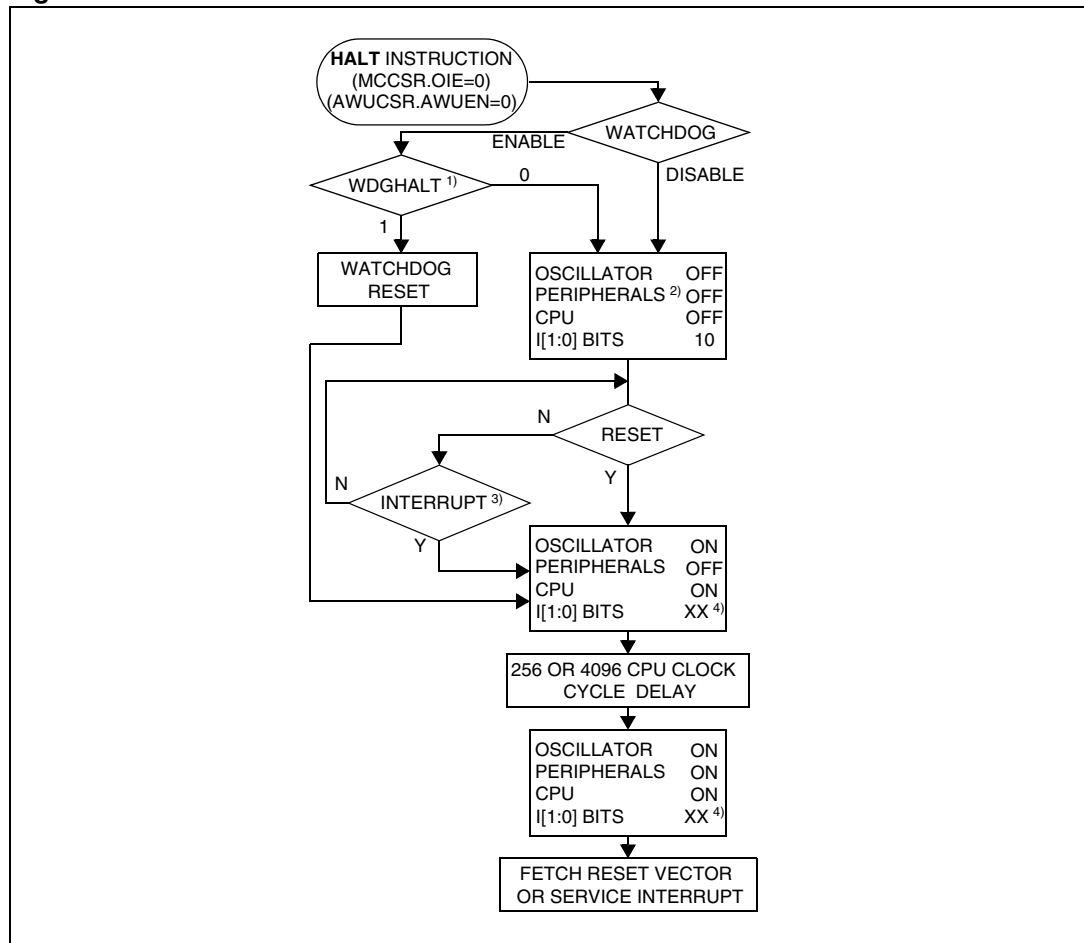 HALT INSTRUCTION
(MCCSR.OIE=0)
(AWUCSR.AWUEN=0)
WATCHDOG
ENABLE
DISABLE
WDGHALT 1)
0
1
WATCHDOG
RESET
OSCILLATOR OFF
PERIPHERALS 2) OFF
CPU OFF
I[1:0] BITS 10
N
RESET
Y
N
INTERRUPT 3)
Y
OSCILLATOR ON
PERIPHERALS OFF
CPU ON
I[1:0] BITS XX 4)
256 OR 4096 CPU CLOCK
CYCLE DELAY
OSCILLATOR ON
PERIPHERALS ON
CPU ON
I[1:0] BITS XX 4)
FETCH RESET VECTOR
OR SERVICE INTERRUPT